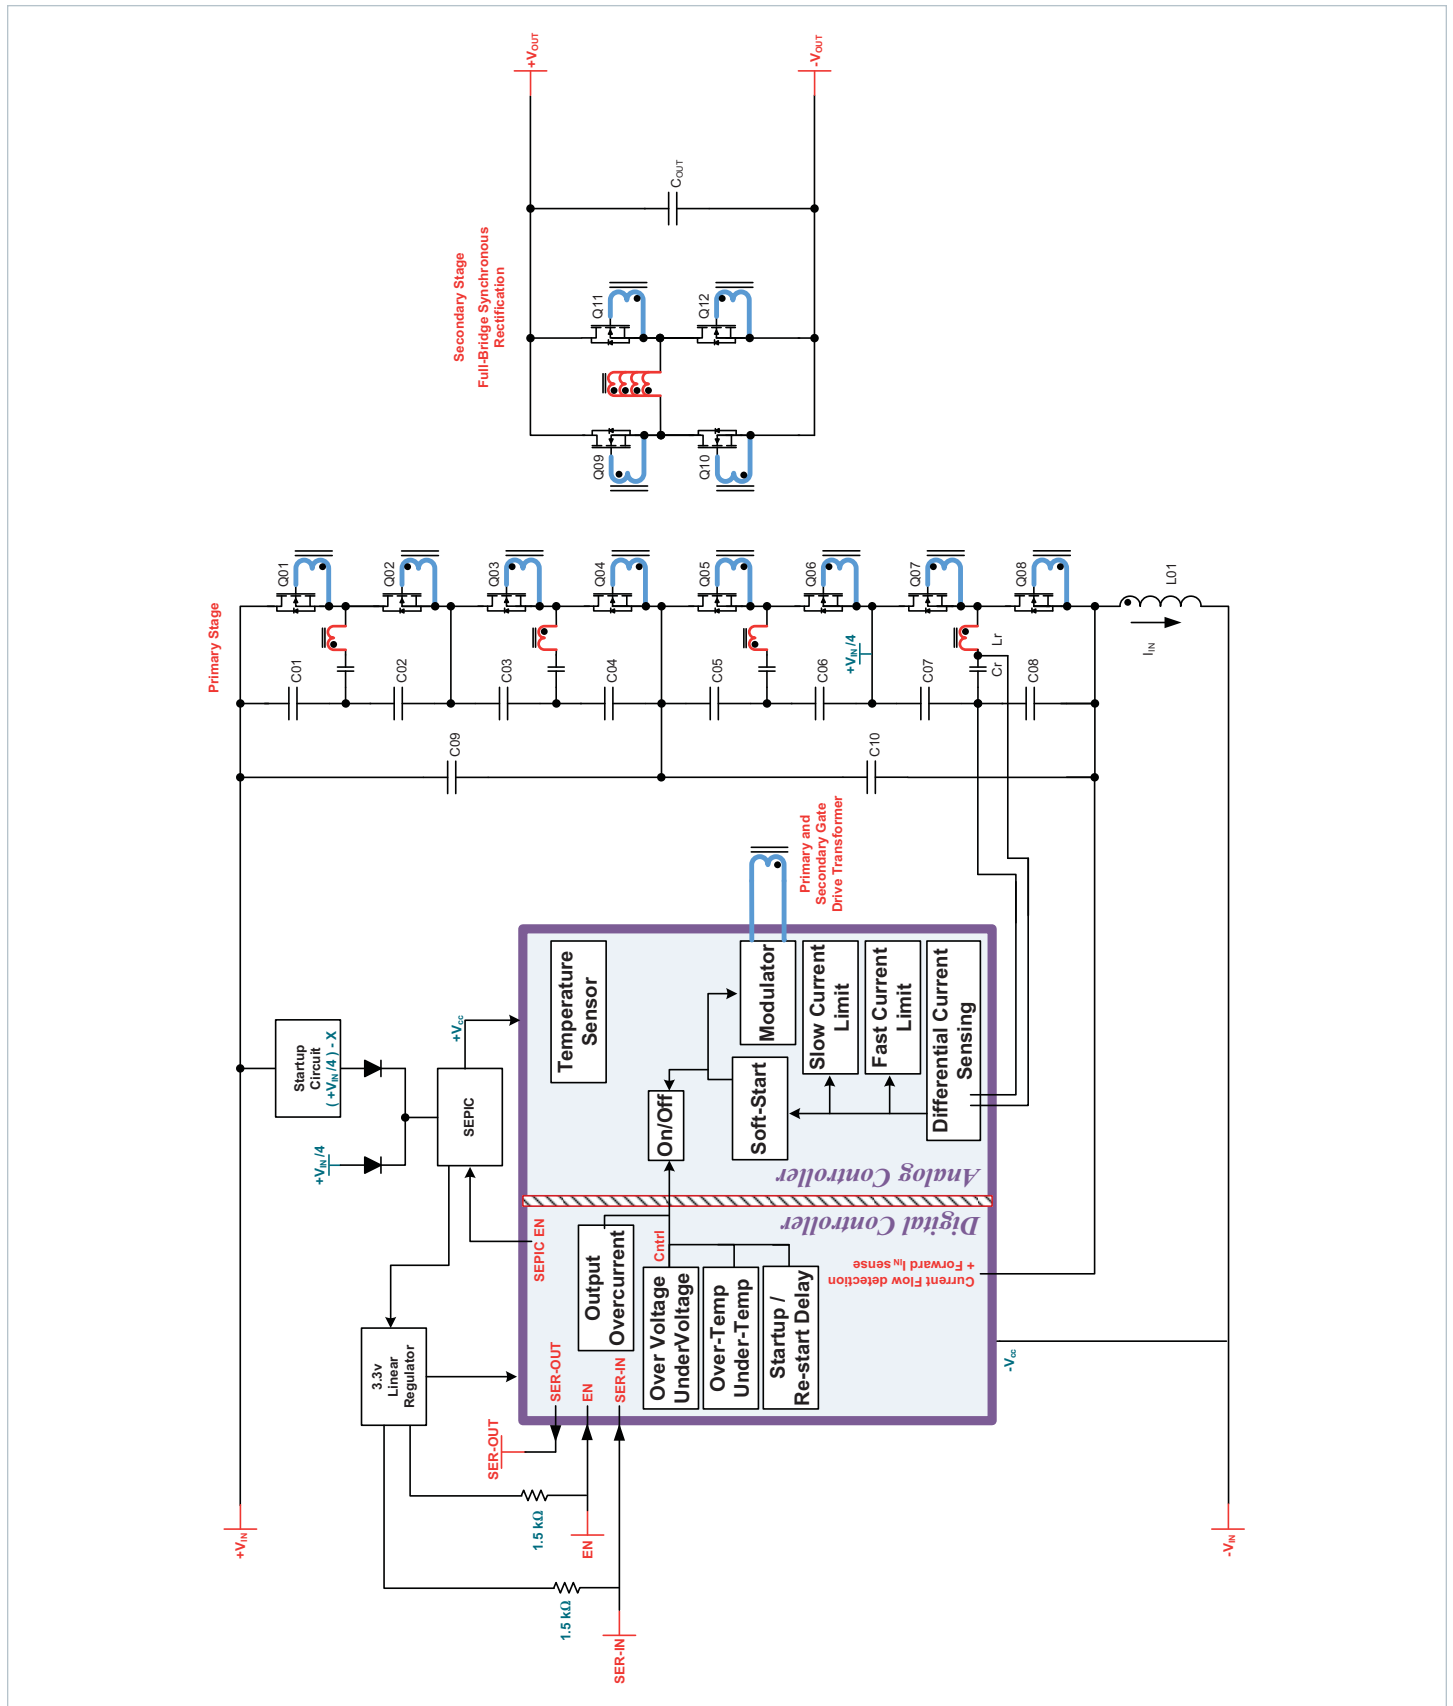 +VOUT
-VOUT
COUT
Secondary Stage
Full-Bridge Synchronous
Rectification
Q11
Q12
Q09
Q10
Primary Stage
Q01
Q02
Q03
Q04
Q05
Q06
Q07
Q08
L01
IIN
C01
C02
C03
C04
C05
C06
+VIN/4
C07
C08
Cr
Lr
C09
C10
Primary and
Secondary Gate
Drive Transformer
Startup
Circuit
( +VIN/4 ) - X
+VIN/4
SEPIC
+Vcc
Temperature
Sensor
Modulator
Slow Current
Limit
Fast Current
Limit
Differential Current
Sensing
On/Off
Soft-Start
Analog Controller
Digital Controller
SEPIC EN
Output
Overcurrent
Cntrl
Over Voltage
UnderVoltage
Over-Temp
Under-Temp
Startup /
Re-start Delay
Current Flow detection
+ Forward IIN sense
-Vcc
3.3v
Linear
Regulator
SER-OUT
EN
SER-IN
SER-OUT
1.5 kΩ
EN
1.5 kΩ
SER-IN
+VIN
-VIN